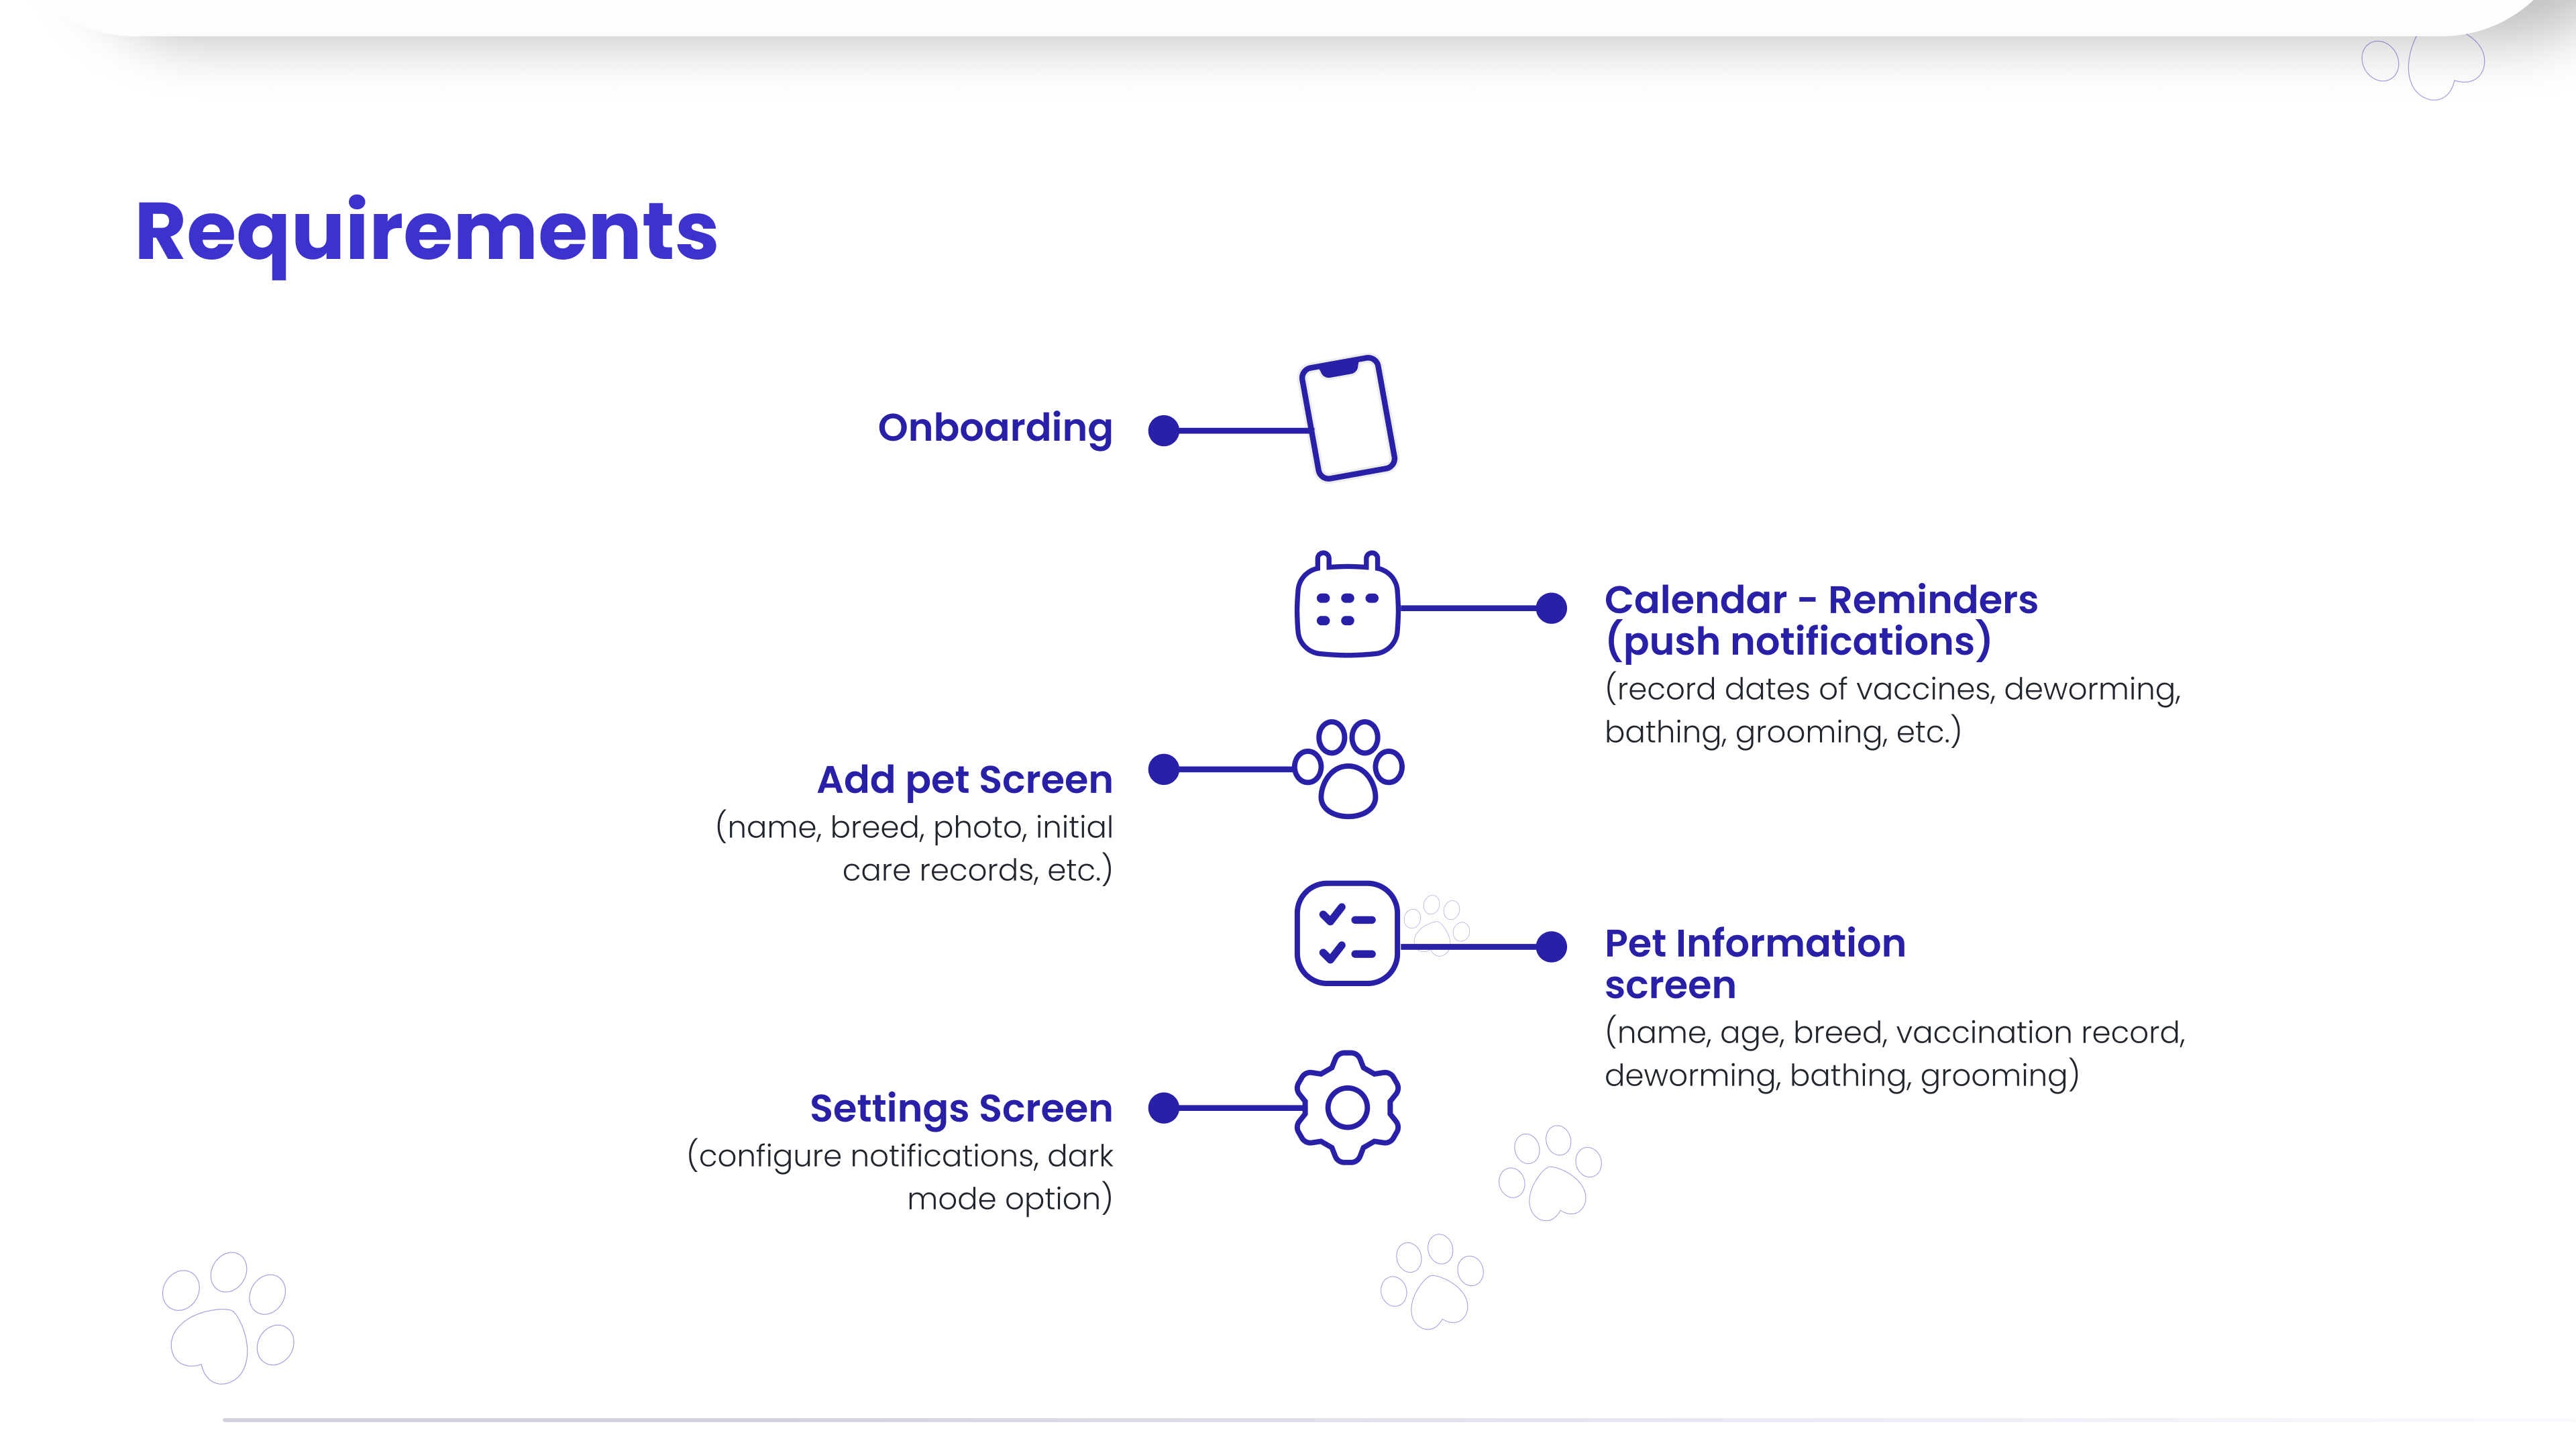 Requirements
Onboarding
Calendar - Reminders
(push notifications)
(record dates of vaccines, deworming,
bathing, grooming, etc.)
Add pet Screen
(name, breed, photo, initial
care records, etc.)
Pet Information
screen
(name, age, breed, vaccination record,
deworming, bathing, grooming)
Settings Screen
(configure notifications, dark
mode option)